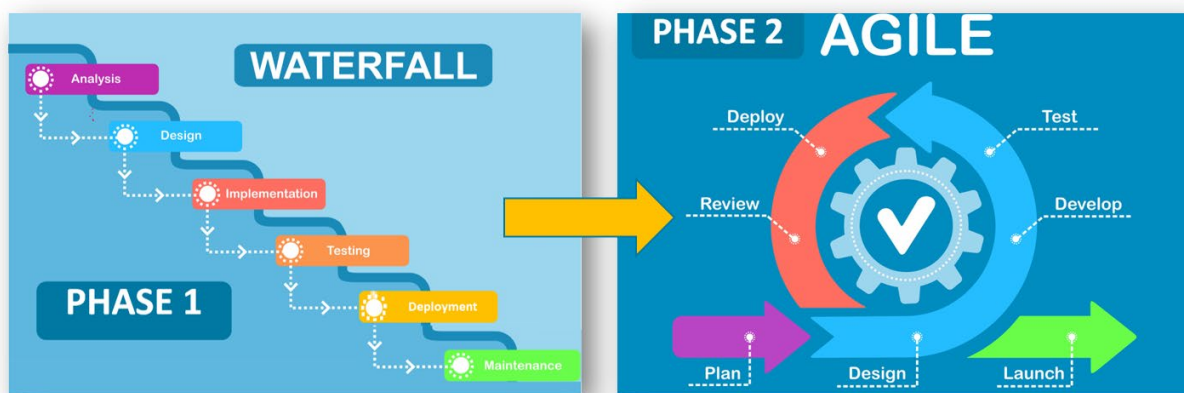 WATERFALL
Analysis
Design
Implementation
Testing
Deployment
Maintenance
PHASE 1
PHASE 2 AGILE
Deploy
Test
Review
Develop
Plan
Design
Launch